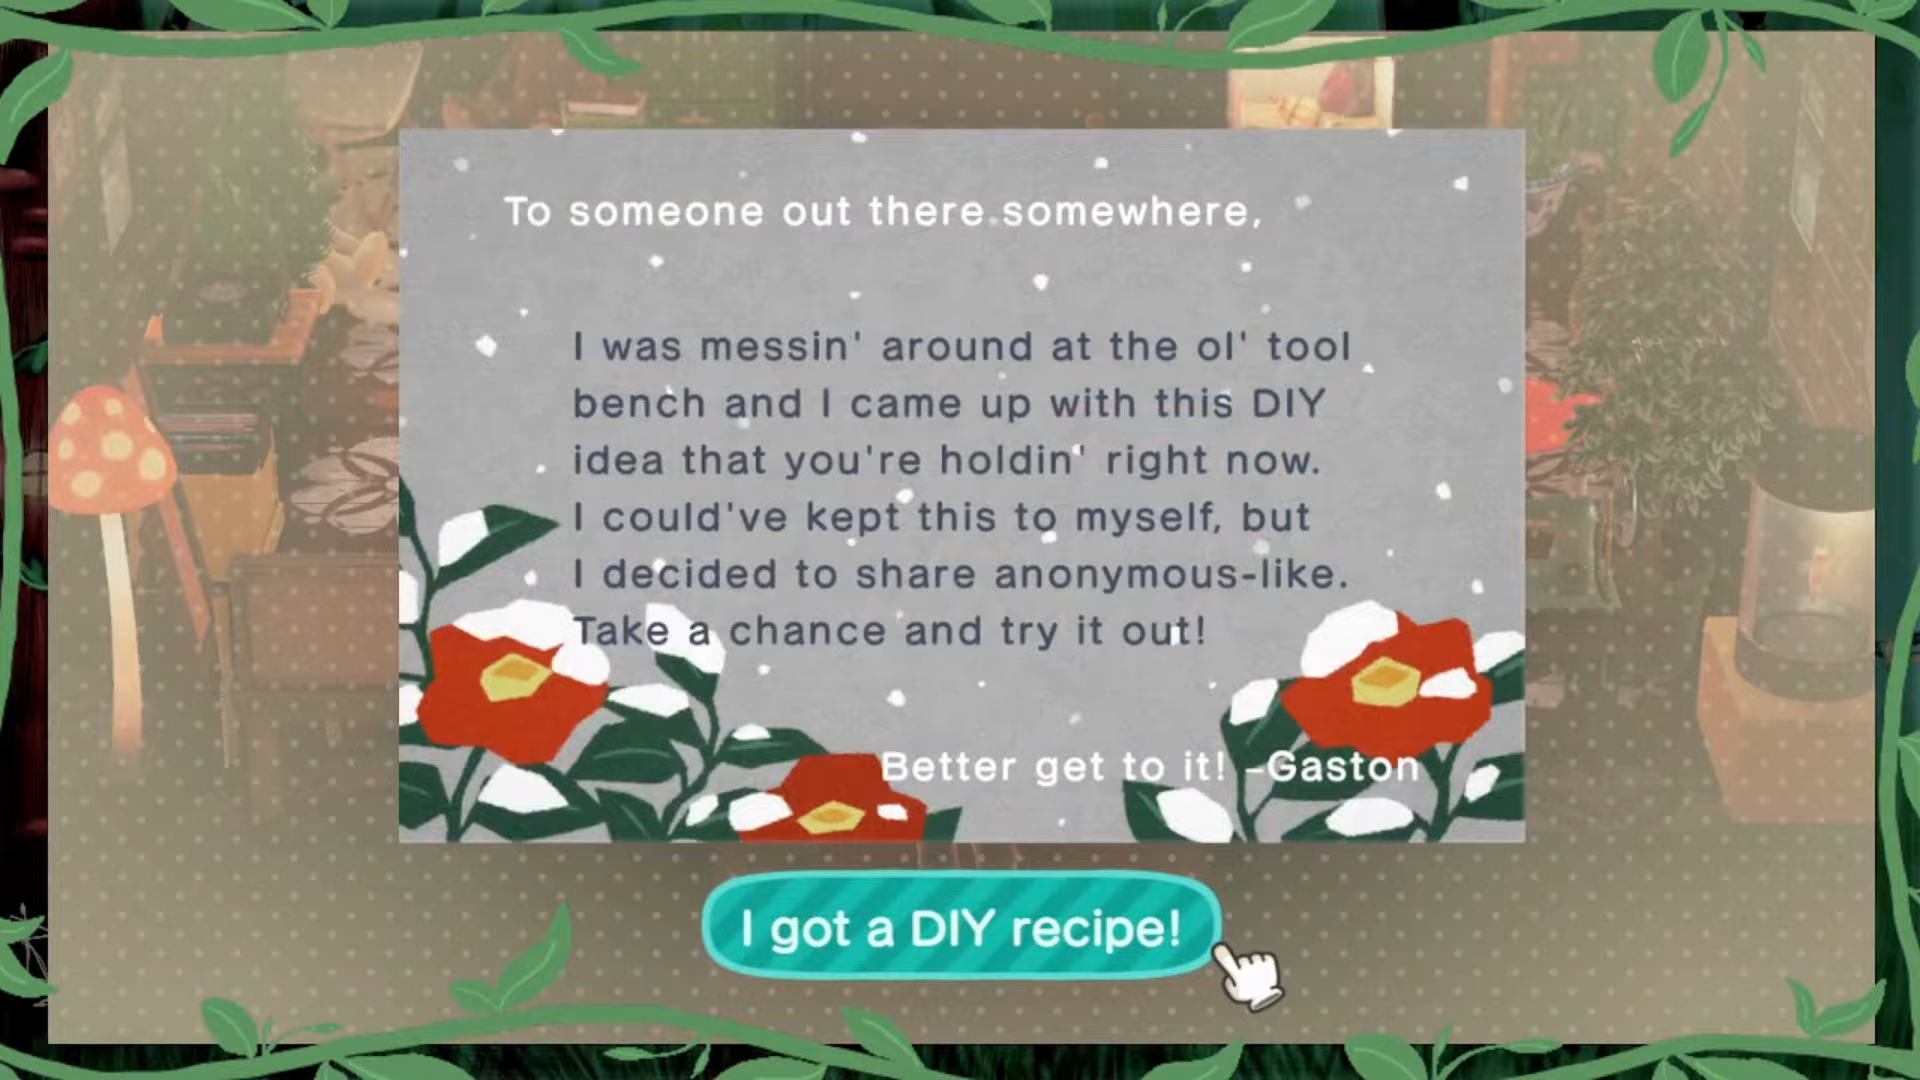 To someone out there somewhere,
I was messin' around at the ol' tool
bench and I came up with this DIY
idea that you're holdin' right now.
I could've kept this to myself, but
I decided to share anonymous-like.
Take a chance and try it out!
Better get to it! -Gaston
I got a DIY recipe!